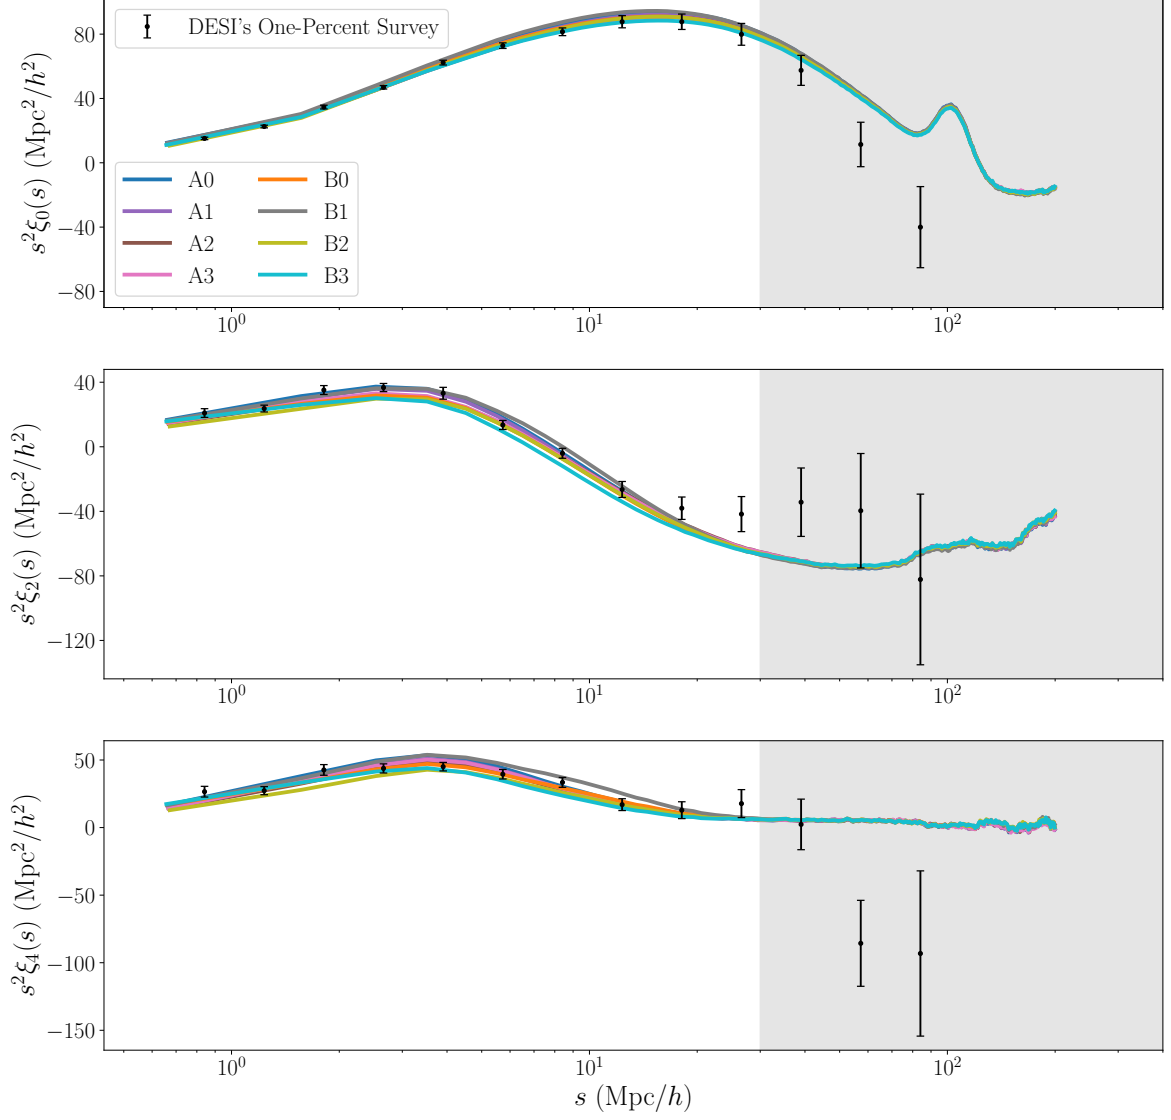 DESI's One-Percent Survey
A0 B0
A1 B1
A2 B2
A3 B3
s²ξ₀(s) (Mpc²/h²)
80
40
0
−40
−80
10⁰ 10¹ 10²
s²ξ₂(s) (Mpc²/h²)
40
0
−40
−80
−120
10⁰ 10¹ 10²
s²ξ₄(s) (Mpc²/h²)
50
0
−50
−100
−150
10⁰ 10¹ 10²
s (Mpc/h)